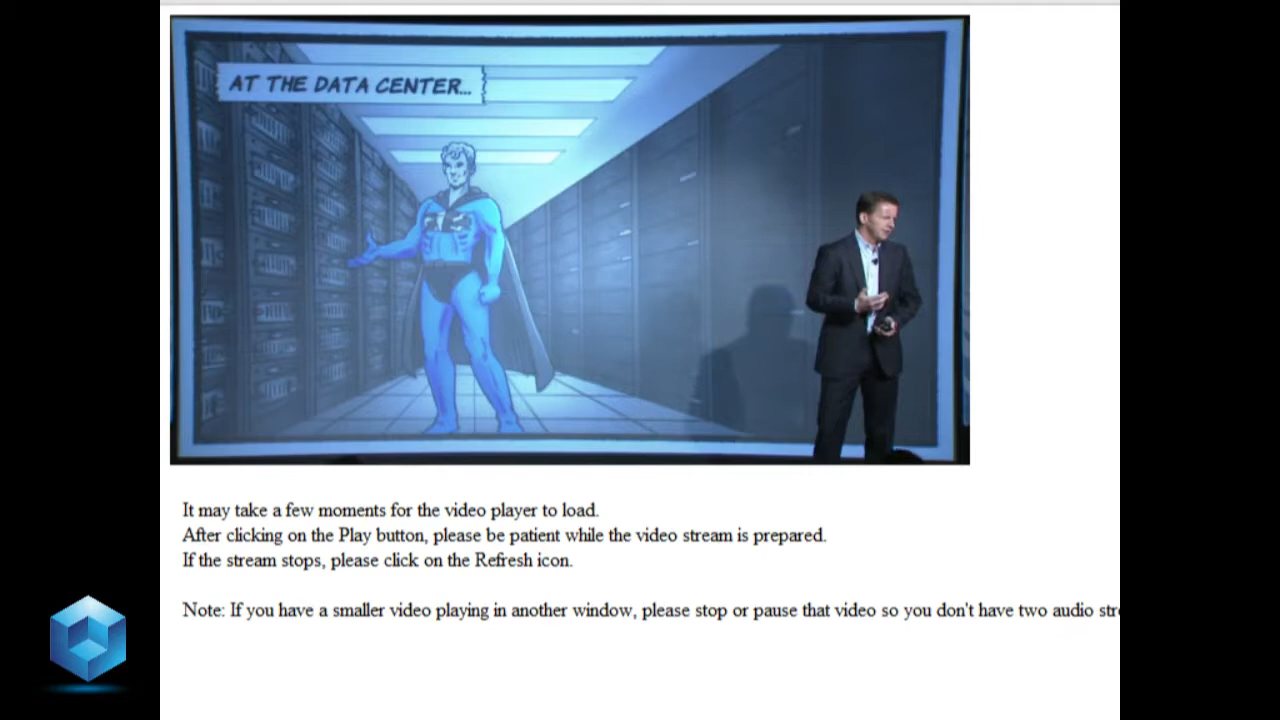 AT THE DATA CENTER...
It may take a few moments for the video player to load.
After clicking on the Play button, please be patient while the video stream is prepared.
If the stream stops, please click on the Refresh icon.
Note: If you have a smaller video playing in another window, please stop or pause that video so you don't have two audio